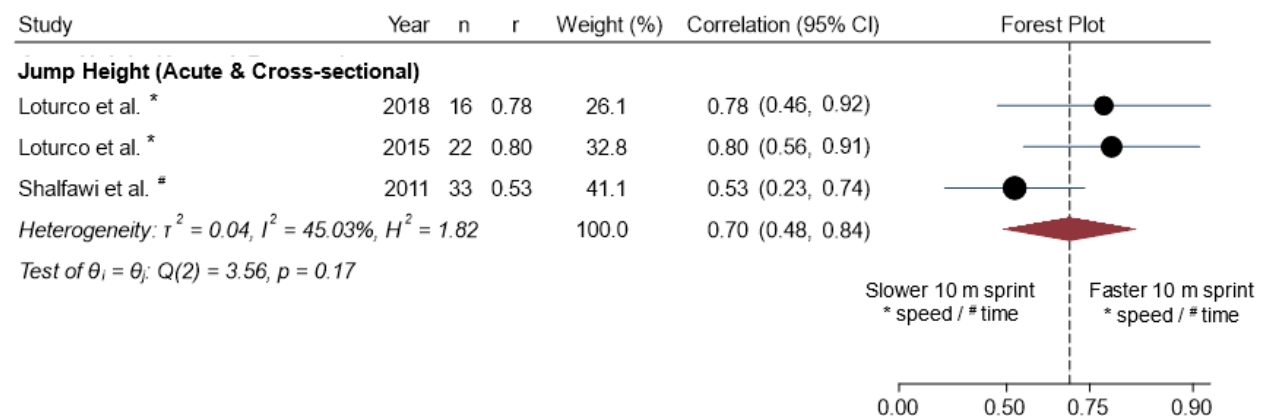 Study Year n r Weight (%) Correlation (95% CI) Forest Plot
Jump Height (Acute & Cross-sectional)
Loturco et al. * 2018 16 0.78 26.1 0.78 (0.46, 0.92)
Loturco et al. * 2015 22 0.80 32.8 0.80 (0.56, 0.91)
Shalfawi et al. # 2011 33 0.53 41.1 0.53 (0.23, 0.74)
Heterogeneity: τ² = 0.04, I² = 45.03%, H² = 1.82 100.0 0.70 (0.48, 0.84)
Test of θᵢ = θⱼ: Q(2) = 3.56, p = 0.17
Slower 10 m sprint Faster 10 m sprint
* speed / # time * speed / # time
0.00 0.50 0.75 0.90